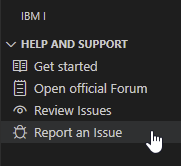 IBM I
HELP AND SUPPORT
Get started
Open official Forum
Review Issues
Report an Issue